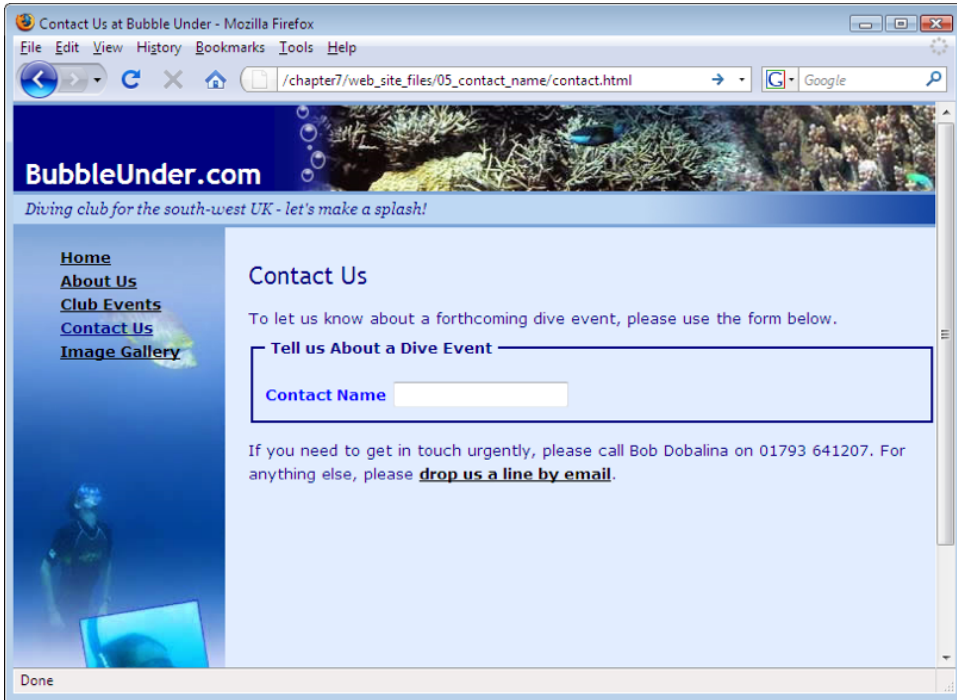 Contact Us at Bubble Under - Mozilla Firefox
File Edit View History Bookmarks Tools Help
/chapter7/web_site_files/05_contact_name/contact.html
G Google
BubbleUnder.com
Diving club for the south-west UK - let's make a splash!
Home
About Us
Club Events
Contact Us
Image Gallery
Contact Us
To let us know about a forthcoming dive event, please use the form below.
Tell us About a Dive Event
Contact Name
If you need to get in touch urgently, please call Bob Dobalina on 01793 641207. For
anything else, please drop us a line by email.
Done